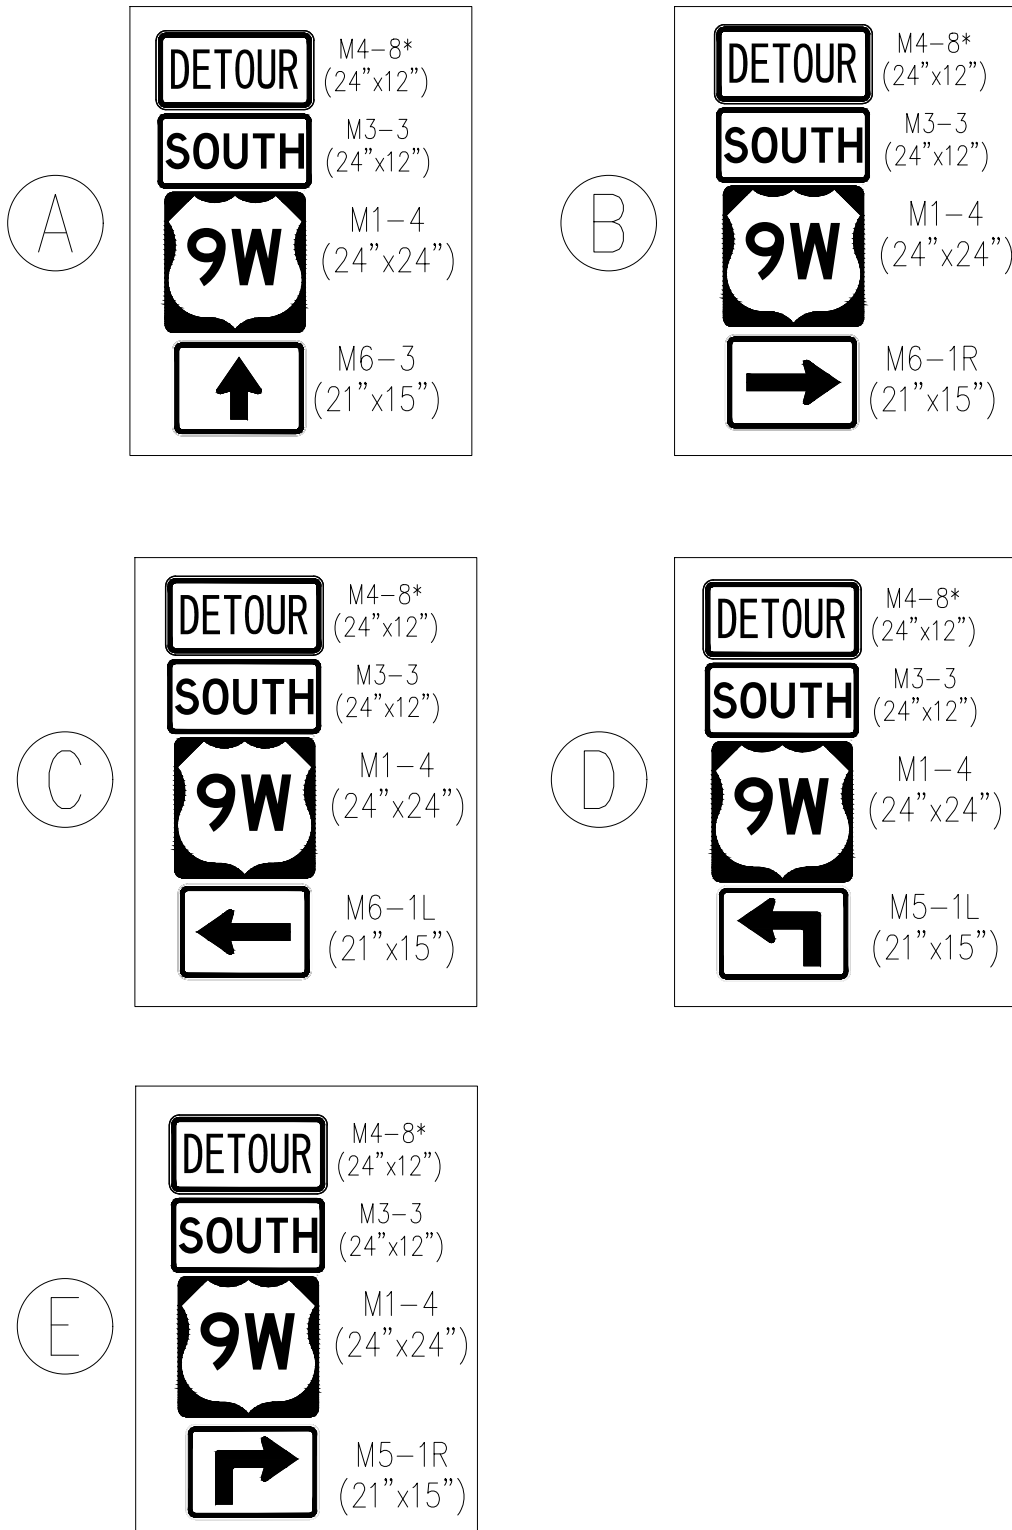 A
DETOUR
M4-8*
(24"x12")
SOUTH
M3-3
(24"x12")
9W
M1-4
(24"x24")
M6-3
(21"x15")
B
DETOUR
M4-8*
(24"x12")
SOUTH
M3-3
(24"x12")
9W
M1-4
(24"x24")
M6-1R
(21"x15")
C
DETOUR
M4-8*
(24"x12")
SOUTH
M3-3
(24"x12")
9W
M1-4
(24"x24")
M6-1L
(21"x15")
D
DETOUR
M4-8*
(24"x12")
SOUTH
M3-3
(24"x12")
9W
M1-4
(24"x24")
M5-1L
(21"x15")
E
DETOUR
M4-8*
(24"x12")
SOUTH
M3-3
(24"x12")
9W
M1-4
(24"x24")
M5-1R
(21"x15")